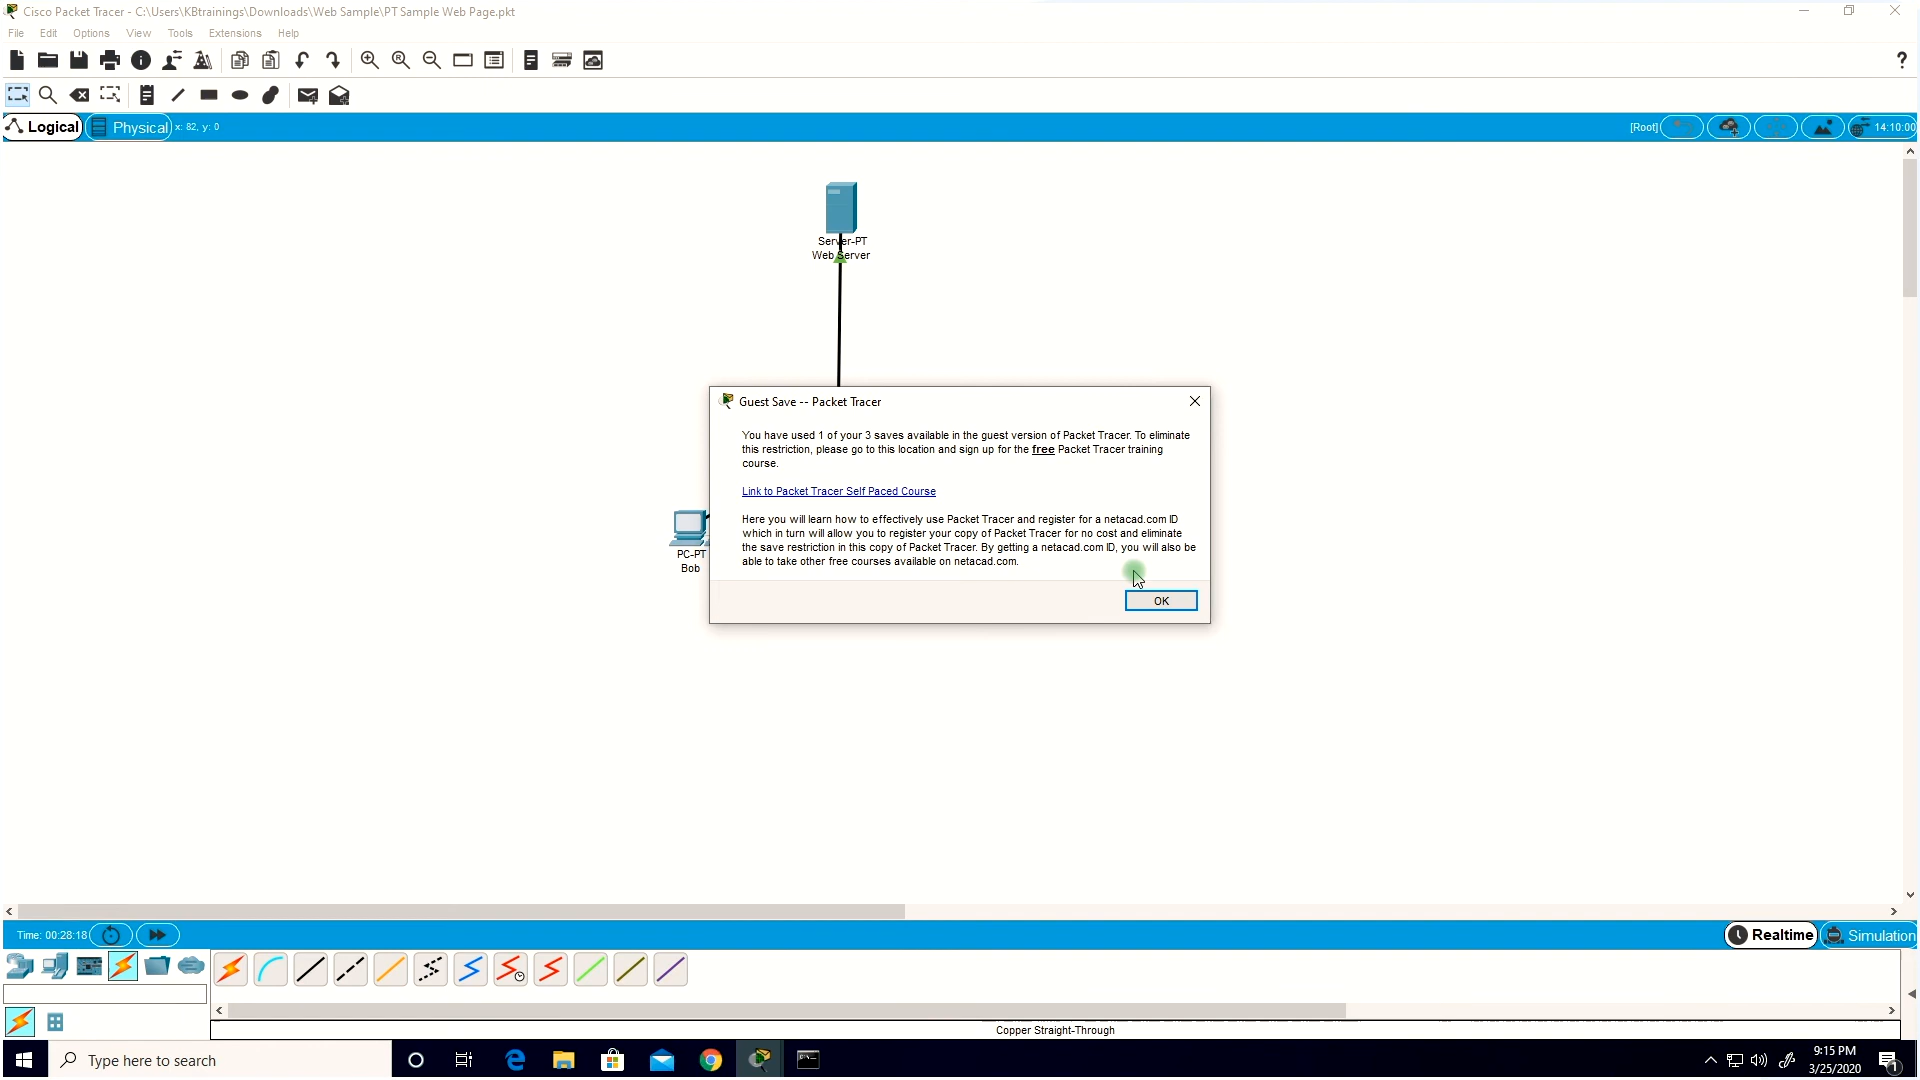 Cisco Packet Tracer - C:\Users\KBtrainings\Downloads\Web Sample\PT Sample Web Page.pkt
File Edit Options View Tools Extensions Help
?
Logical Physical x: 82, y: 0 [Root] 14:10:00
Server-PT
Web Server
Guest Save -- Packet Tracer
You have used 1 of your 3 saves available in the guest version of Packet Tracer. To eliminate
this restriction, please go to this location and sign up for the free Packet Tracer training
course.
Link to Packet Tracer Self Paced Course
Here you will learn how to effectively use Packet Tracer and register for a netacad.com ID
which in turn will allow you to register your copy of Packet Tracer for no cost and eliminate
the save restriction in this copy of Packet Tracer. By getting a netacad.com ID, you will also be
able to take other free courses available on netacad.com.
OK
PC-PT
Bob
Time: 00:28:18 Realtime Simulation
Copper Straight-Through
Type here to search
9:15 PM
3/25/2020
1